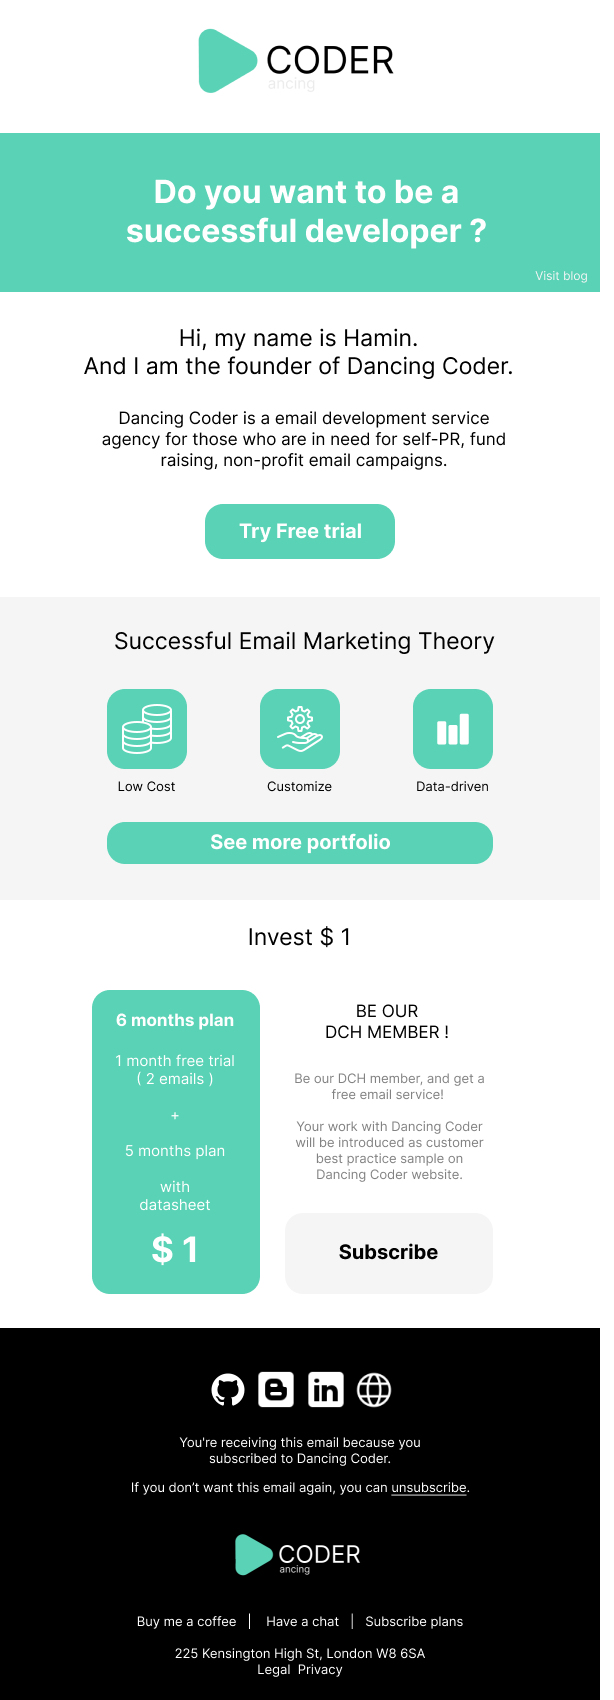 CODER
ancing
Do you want to be a
successful developer ?
Visit blog
Hi, my name is Hamin.
And I am the founder of Dancing Coder.
Dancing Coder is a email development service
agency for those who are in need for self-PR, fund
raising, non-profit email campaigns.
Try Free trial
Successful Email Marketing Theory
Low Cost
Customize
Data-driven
See more portfolio
Invest $ 1
6 months plan
1 month free trial
( 2 emails )
+
5 months plan
with
datasheet
$ 1
BE OUR
DCH MEMBER !
Be our DCH member, and get a
free email service!
Your work with Dancing Coder
will be introduced as customer
best practice sample on
Dancing Coder website.
Subscribe
in
You're receiving this email because you
subscribed to Dancing Coder.
If you don’t want this email again, you can unsubscribe.
CODER
ancing
Buy me a coffee | Have a chat | Subscribe plans
225 Kensington High St, London W8 6SA
Legal Privacy